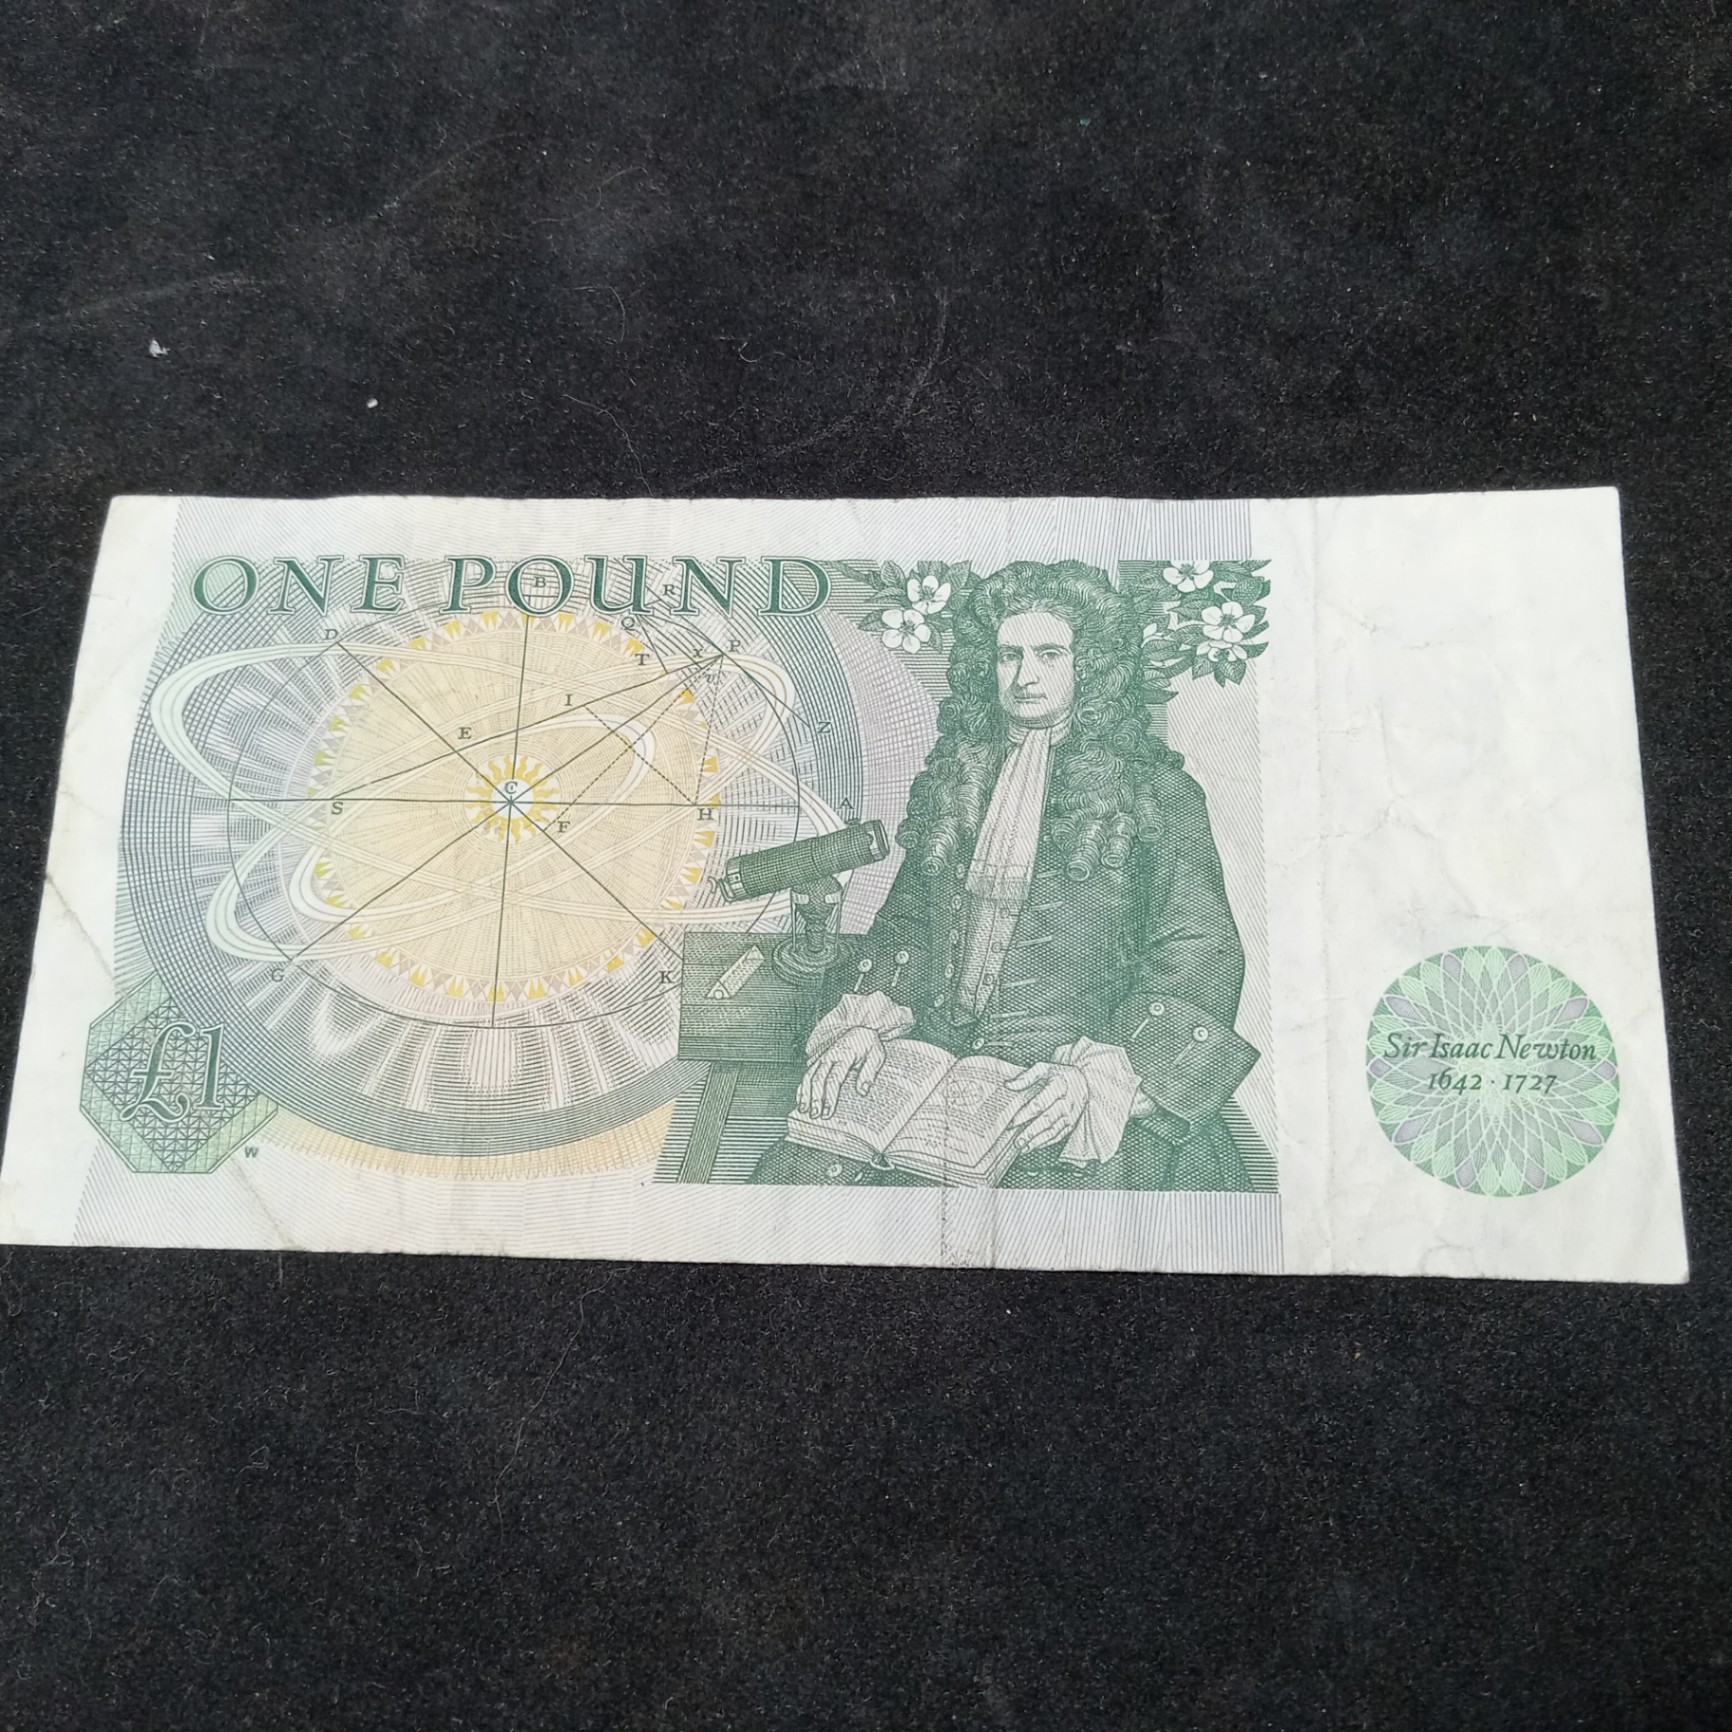 ONE POUND
B
R
D
Q
T
X
P
v
I
E
Z
C
S
F
H
A
G
K
£1
W
Sir Isaac Newton
1642 · 1727